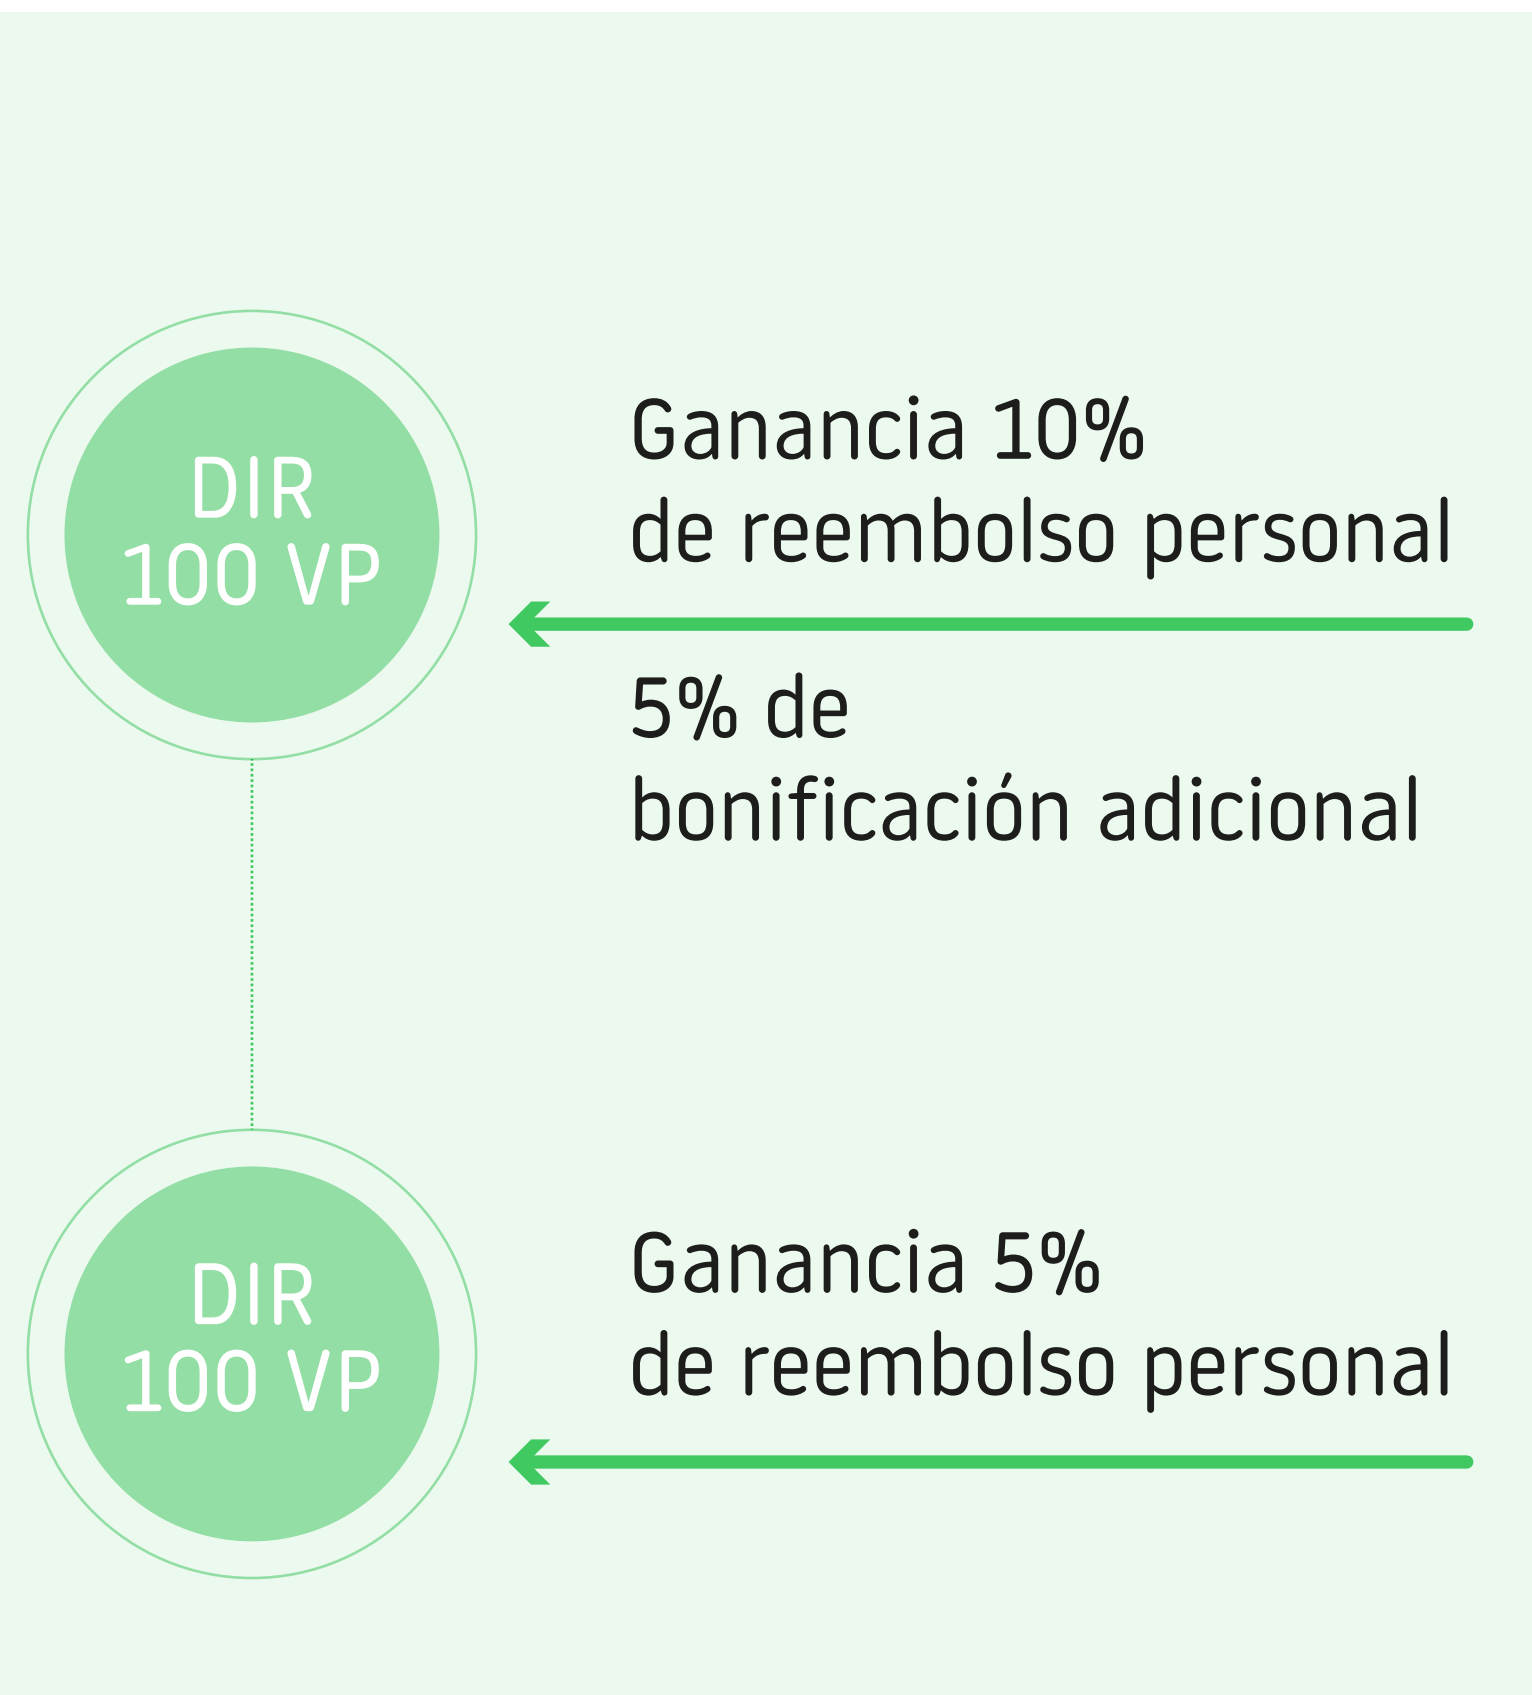 DIR
100 VP
Ganancia 10%
de reembolso personal
5% de
bonificación adicional
DIR
100 VP
Ganancia 5%
de reembolso personal